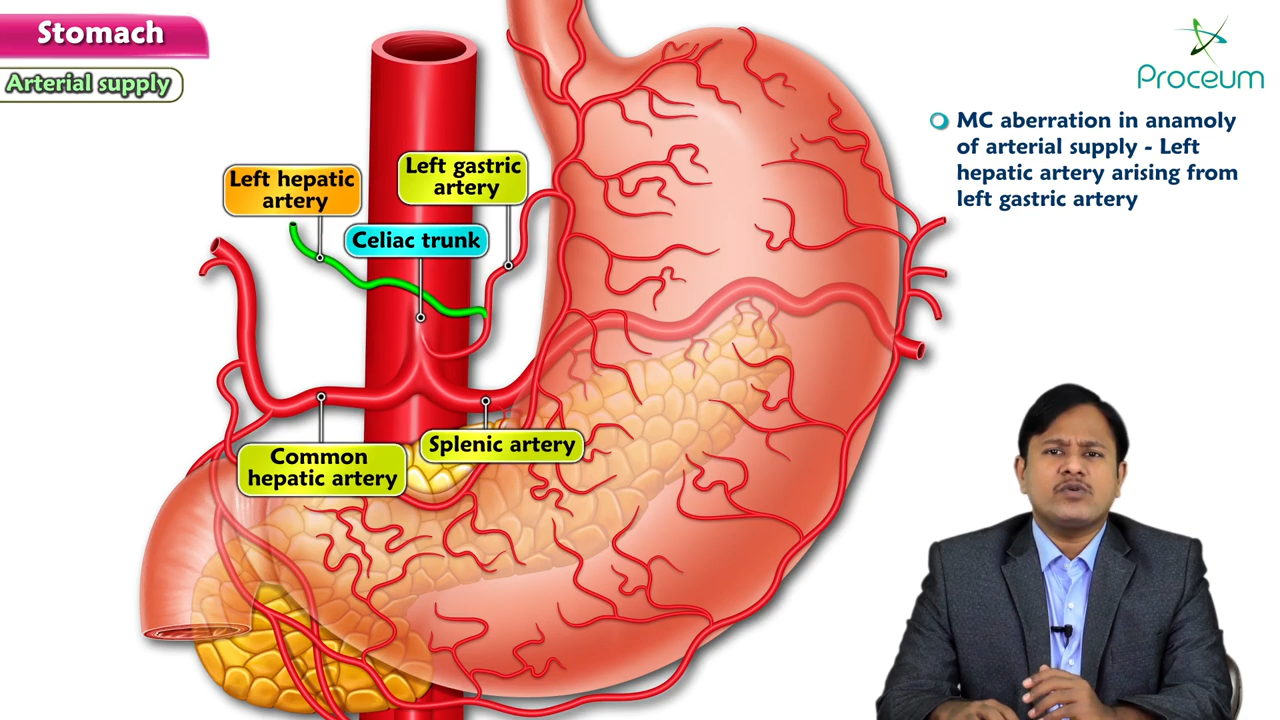 Stomach
Arterial supply
Proceum
MC aberration in anamoly
of arterial supply - Left
hepatic artery arising from
left gastric artery
Left gastric
artery
Left hepatic
artery
Celiac trunk
Splenic artery
Common
hepatic artery